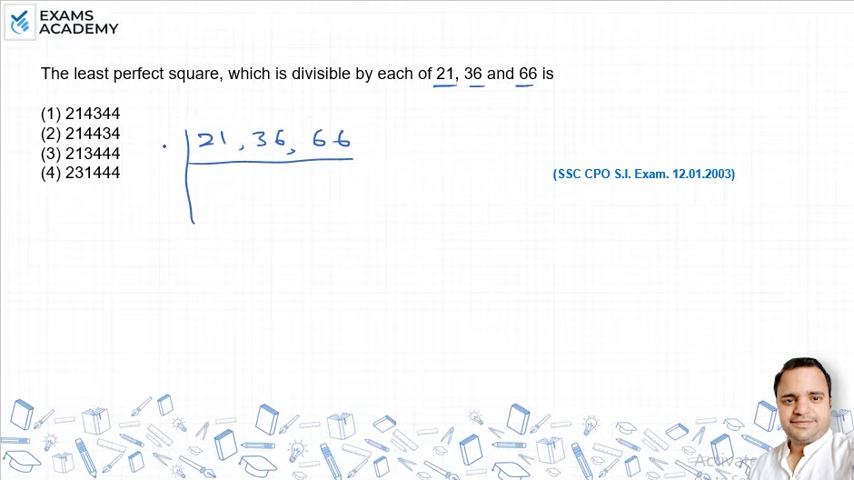 EXAMS
ACADEMY
The least perfect square, which is divisible by each of 21, 36 and 66 is
(1) 214344
(2) 214434
(3) 213444
(4) 231444
21, 36, 66
(SSC CPO S.I. Exam. 12.01.2003)